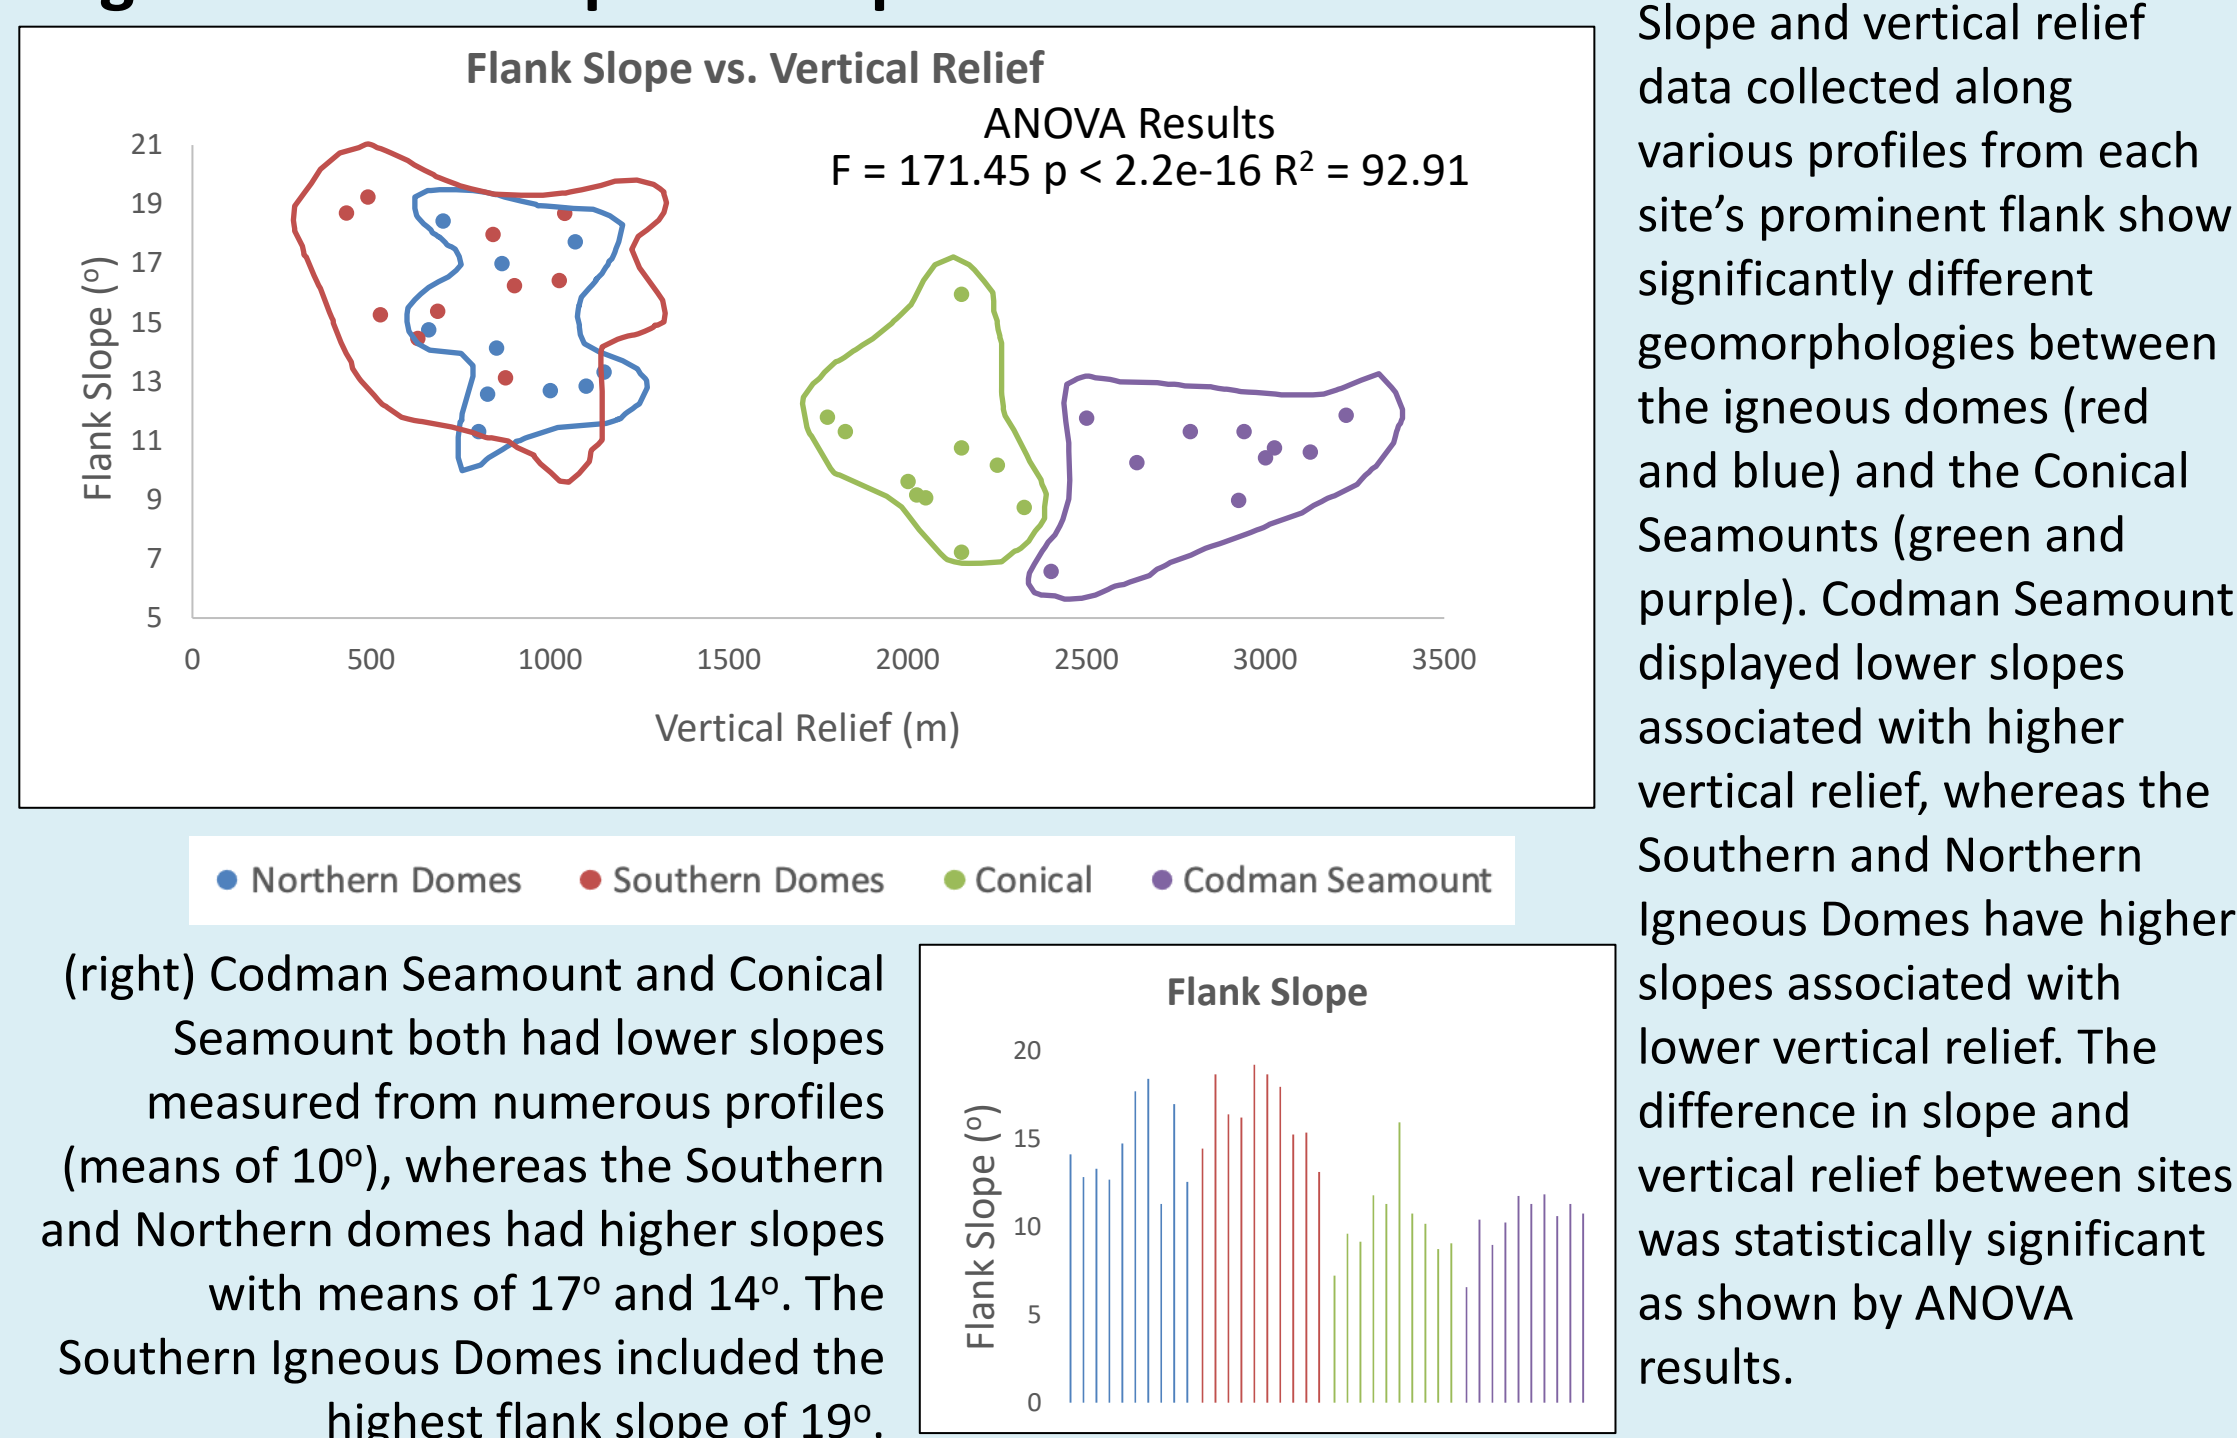 Flank Slope vs. Vertical Relief
ANOVA Results
F = 171.45 p < 2.2e-16 R² = 92.91
Flank Slope (º)
21
19
17
15
13
11
9
7
5
0 500 1000 1500 2000 2500 3000 3500
Vertical Relief (m)
Northern Domes Southern Domes Conical Codman Seamount
(right) Codman Seamount and Conical
Seamount both had lower slopes
measured from numerous profiles
(means of 10º), whereas the Southern
and Northern domes had higher slopes
with means of 17º and 14º. The
Southern Igneous Domes included the
highest flank slope of 19º.
Flank Slope
Flank Slope (º)
20
15
10
5
0
Slope and vertical relief
data collected along
various profiles from each
site’s prominent flank show
significantly different
geomorphologies between
the igneous domes (red
and blue) and the Conical
Seamounts (green and
purple). Codman Seamount
displayed lower slopes
associated with higher
vertical relief, whereas the
Southern and Northern
Igneous Domes have higher
slopes associated with
lower vertical relief. The
difference in slope and
vertical relief between sites
was statistically significant
as shown by ANOVA
results.